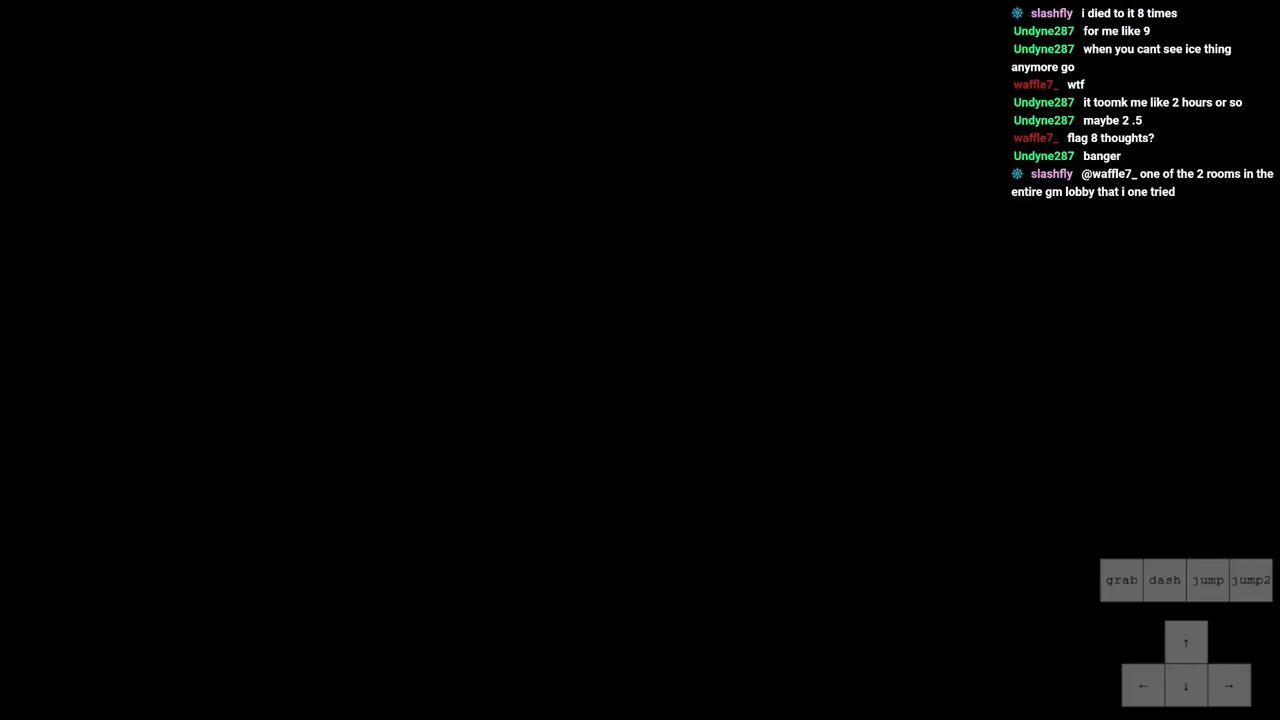 slashfly i died to it 8 times
Undyne287 for me like 9
Undyne287 when you cant see ice thing
anymore go
waffle7_ wtf
Undyne287 it toomk me like 2 hours or so
Undyne287 maybe 2 .5
waffle7_ flag 8 thoughts?
Undyne287 banger
slashfly @waffle7_ one of the 2 rooms in the
entire gm lobby that i one tried
grab dash jump jump2
↑
← ↓ →